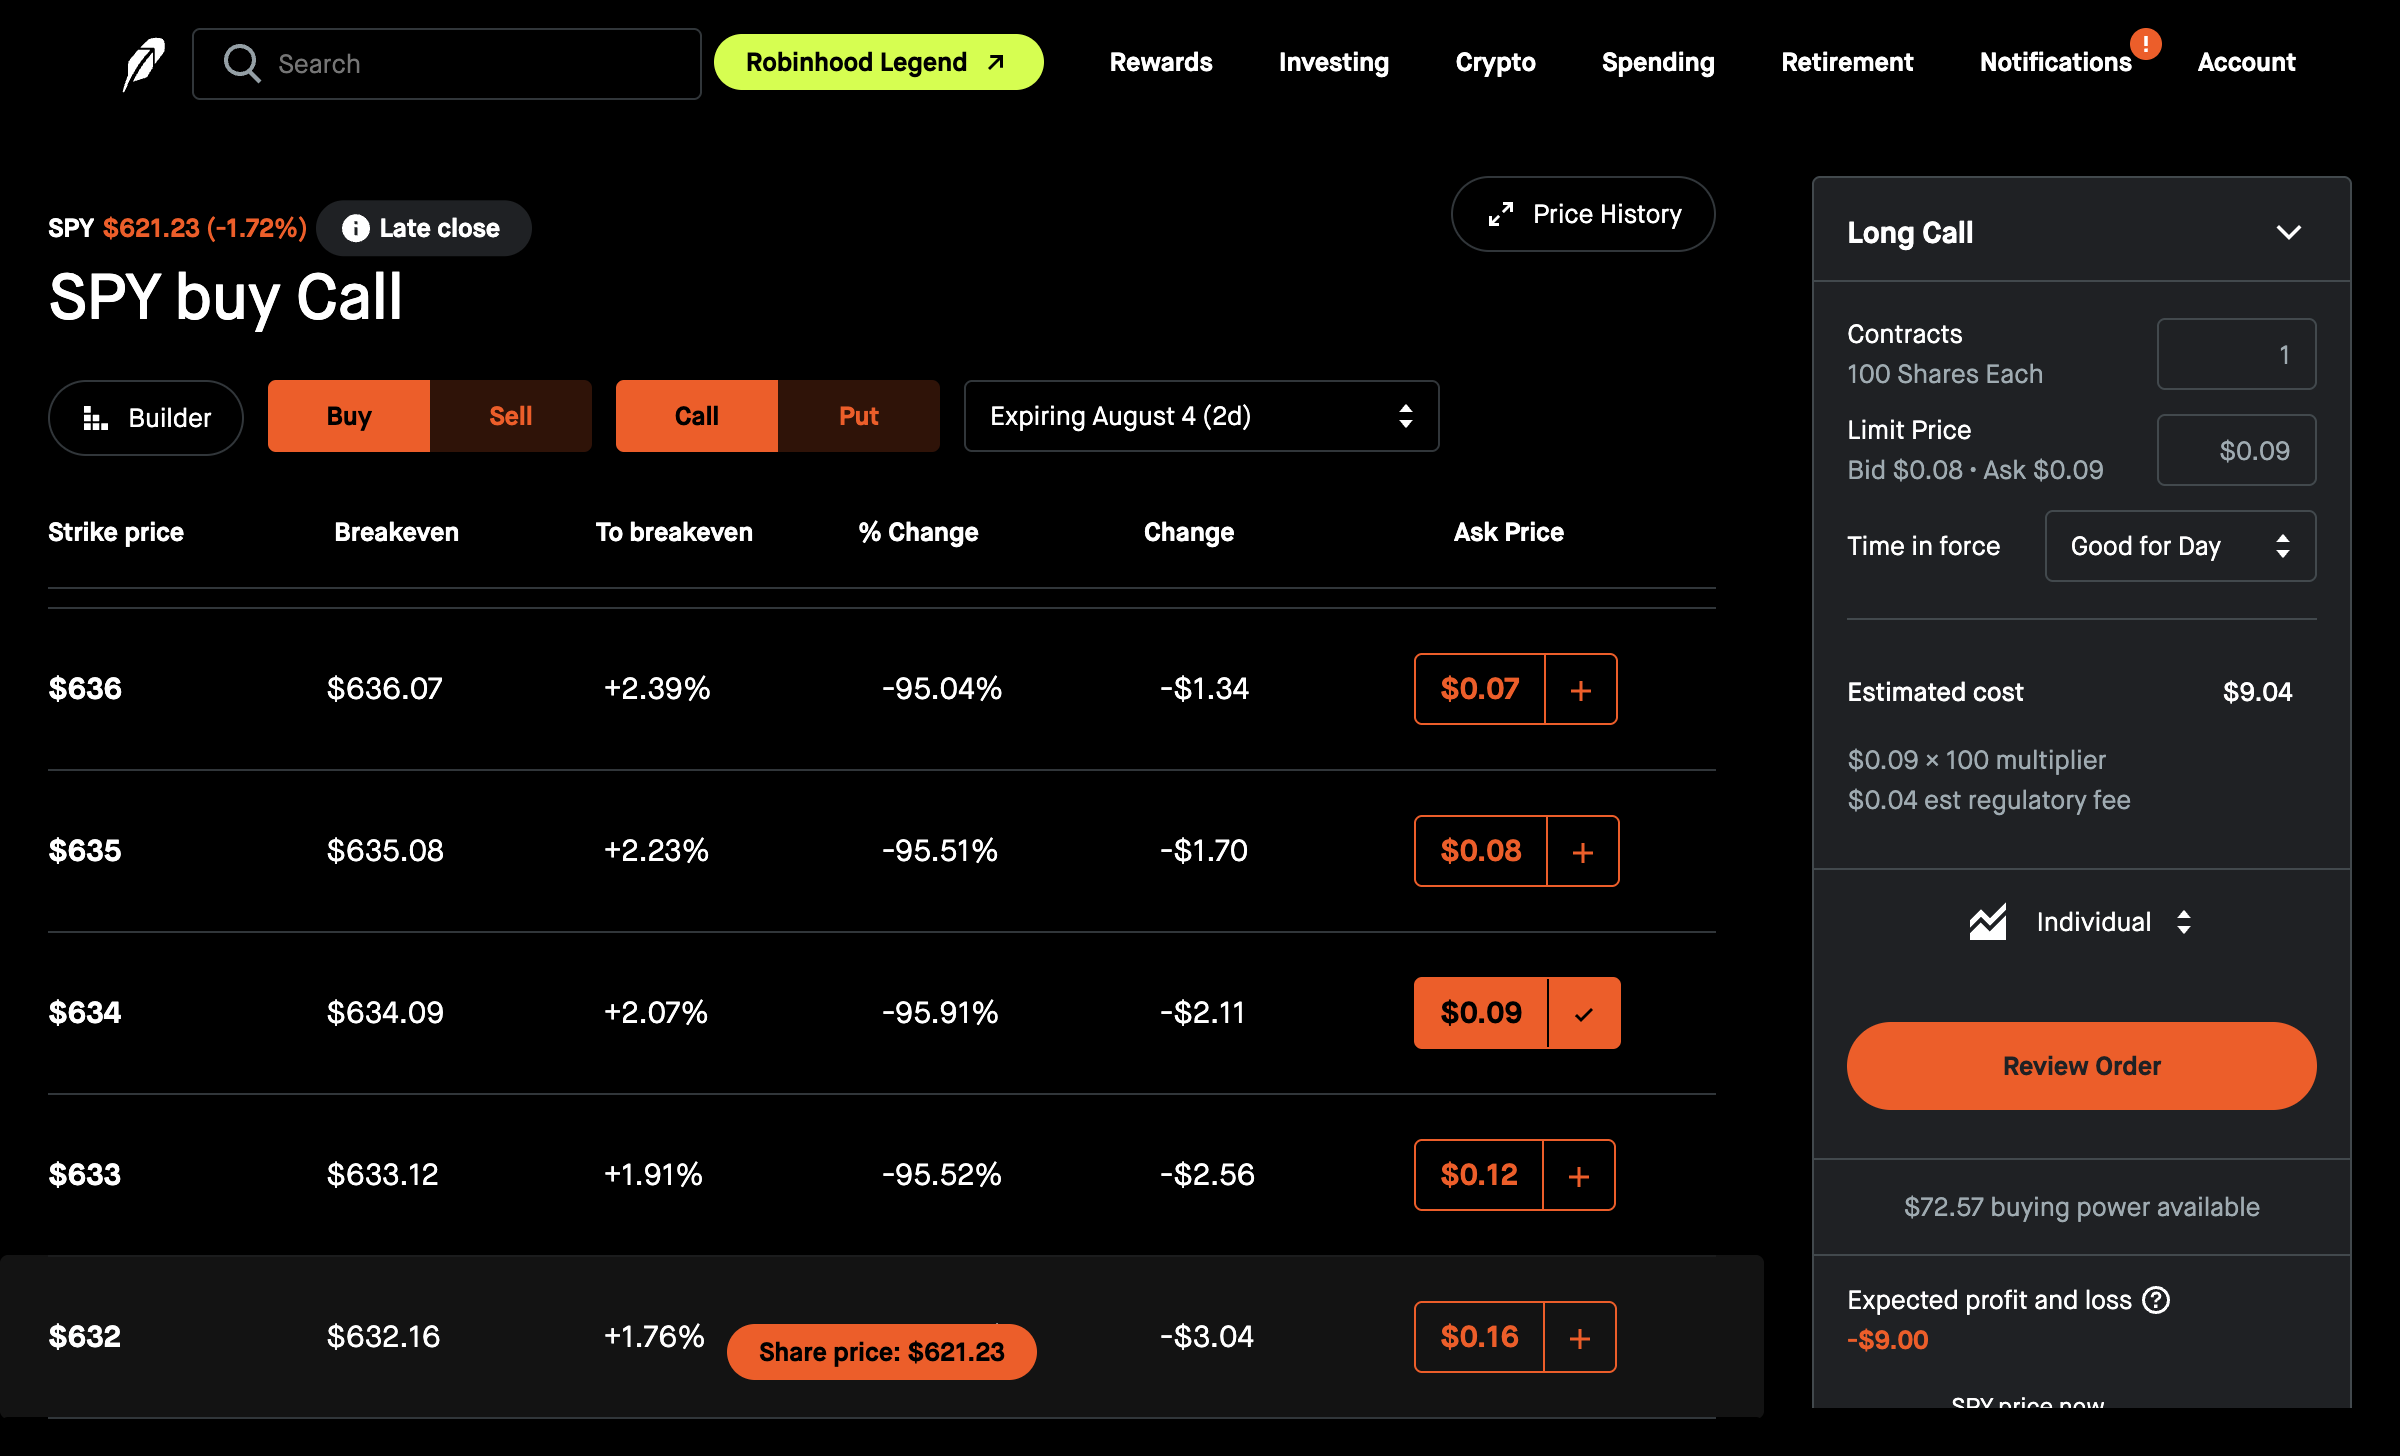 Search
Robinhood Legend
Rewards
Investing
Crypto
Spending
Retirement
Notifications
!
Account
SPY $621.23 (-1.72%)
Late close
Price History
SPY buy Call
Builder
Buy
Sell
Call
Put
Expiring August 4 (2d)
Strike price Breakeven To breakeven % Change Change Ask Price
$636 $636.07 +2.39% -95.04% -$1.34 $0.07 +
$635 $635.08 +2.23% -95.51% -$1.70 $0.08 +
$634 $634.09 +2.07% -95.91% -$2.11 $0.09
$633 $633.12 +1.91% -95.52% -$2.56 $0.12 +
$632 $632.16 +1.76% -$3.04 $0.16 +
Share price: $621.23
Long Call
Contracts 1
100 Shares Each
Limit Price $0.09
Bid $0.08 • Ask $0.09
Time in force Good for Day
Estimated cost $9.04
$0.09 × 100 multiplier
$0.04 est regulatory fee
Individual
Review Order
$72.57 buying power available
Expected profit and loss ?
-$9.00
SPY price now